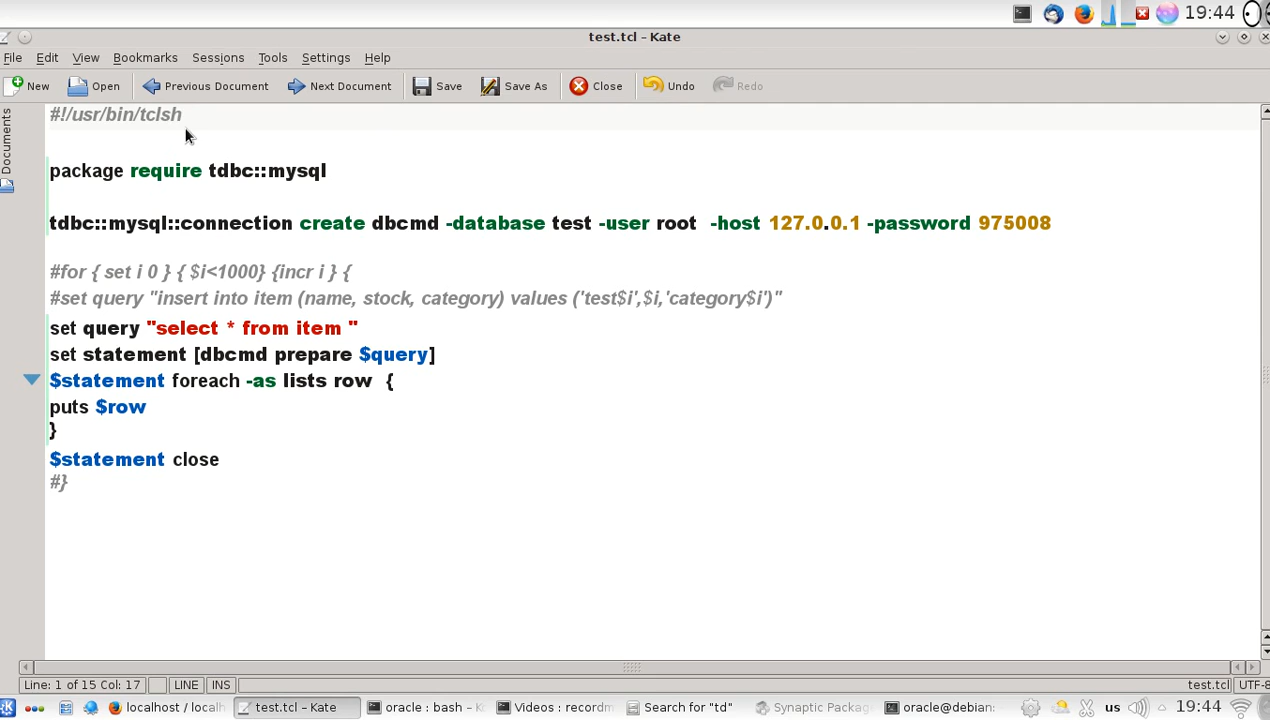 19:44
test.tcl – Kate
File Edit View Bookmarks Sessions Tools Settings Help
New Open Previous Document Next Document Save Save As Close Undo Redo
Documents
#!/usr/bin/tclsh
package require tdbc::mysql
tdbc::mysql::connection create dbcmd -database test -user root  -host 127.0.0.1 -password 975008
#for { set i 0 } { $i<1000} {incr i } {
#set query "insert into item (name, stock, category) values ('test$i',$i,'category$i')"
set query "select * from item "
set statement [dbcmd prepare $query]
$statement foreach -as lists row  {
puts $row
}
$statement close
#}
Line: 1 of 15 Col: 17 LINE INS test.tcl UTF-8
localhost / localh test.tcl – Kate oracle : bash – K Videos : recordm Search for "td" Synaptic Packag oracle@debian: us 19:44